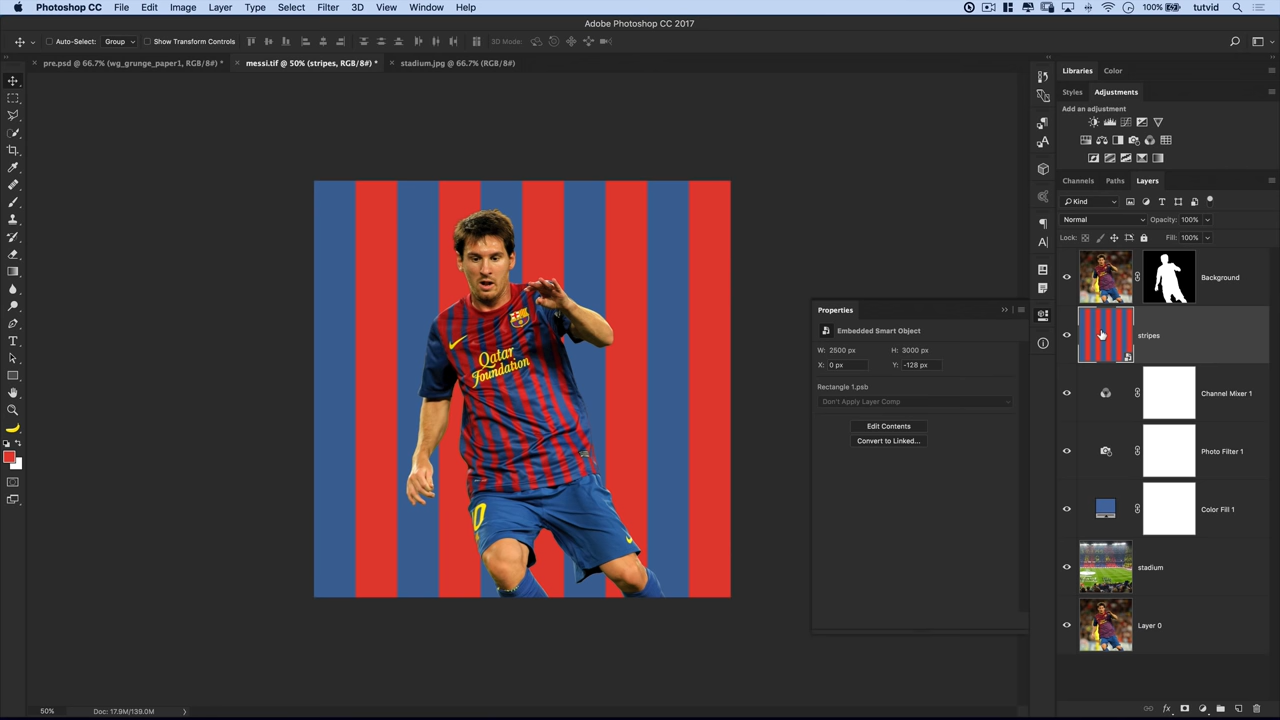 Photoshop CC File Edit Image Layer Type Select Filter 3D View Window Help 100% tutvid
Adobe Photoshop CC 2017
Auto-Select: Group Show Transform Controls 3D Mode:
pre.psd @ 66.7% (wg_grunge_paper1, RGB/8#) * messi.tif @ 50% (stripes, RGB/8#) * stadium.jpg @ 66.7% (RGB/8#)
Libraries Color
Styles Adjustments
Add an adjustment
Channels Paths Layers
Kind
Normal Opacity: 100%
Lock: Fill: 100%
Background
Properties
Embedded Smart Object
stripes
W: 2500 px H: 3000 px
X: 0 px Y: -128 px
Rectangle 1.psb
Don't Apply Layer Comp
Channel Mixer 1
Edit Contents
Convert to Linked...
Qatar
Foundation
Photo Filter 1
Color Fill 1
stadium
Layer 0
50% Doc: 17.9M/139.0M